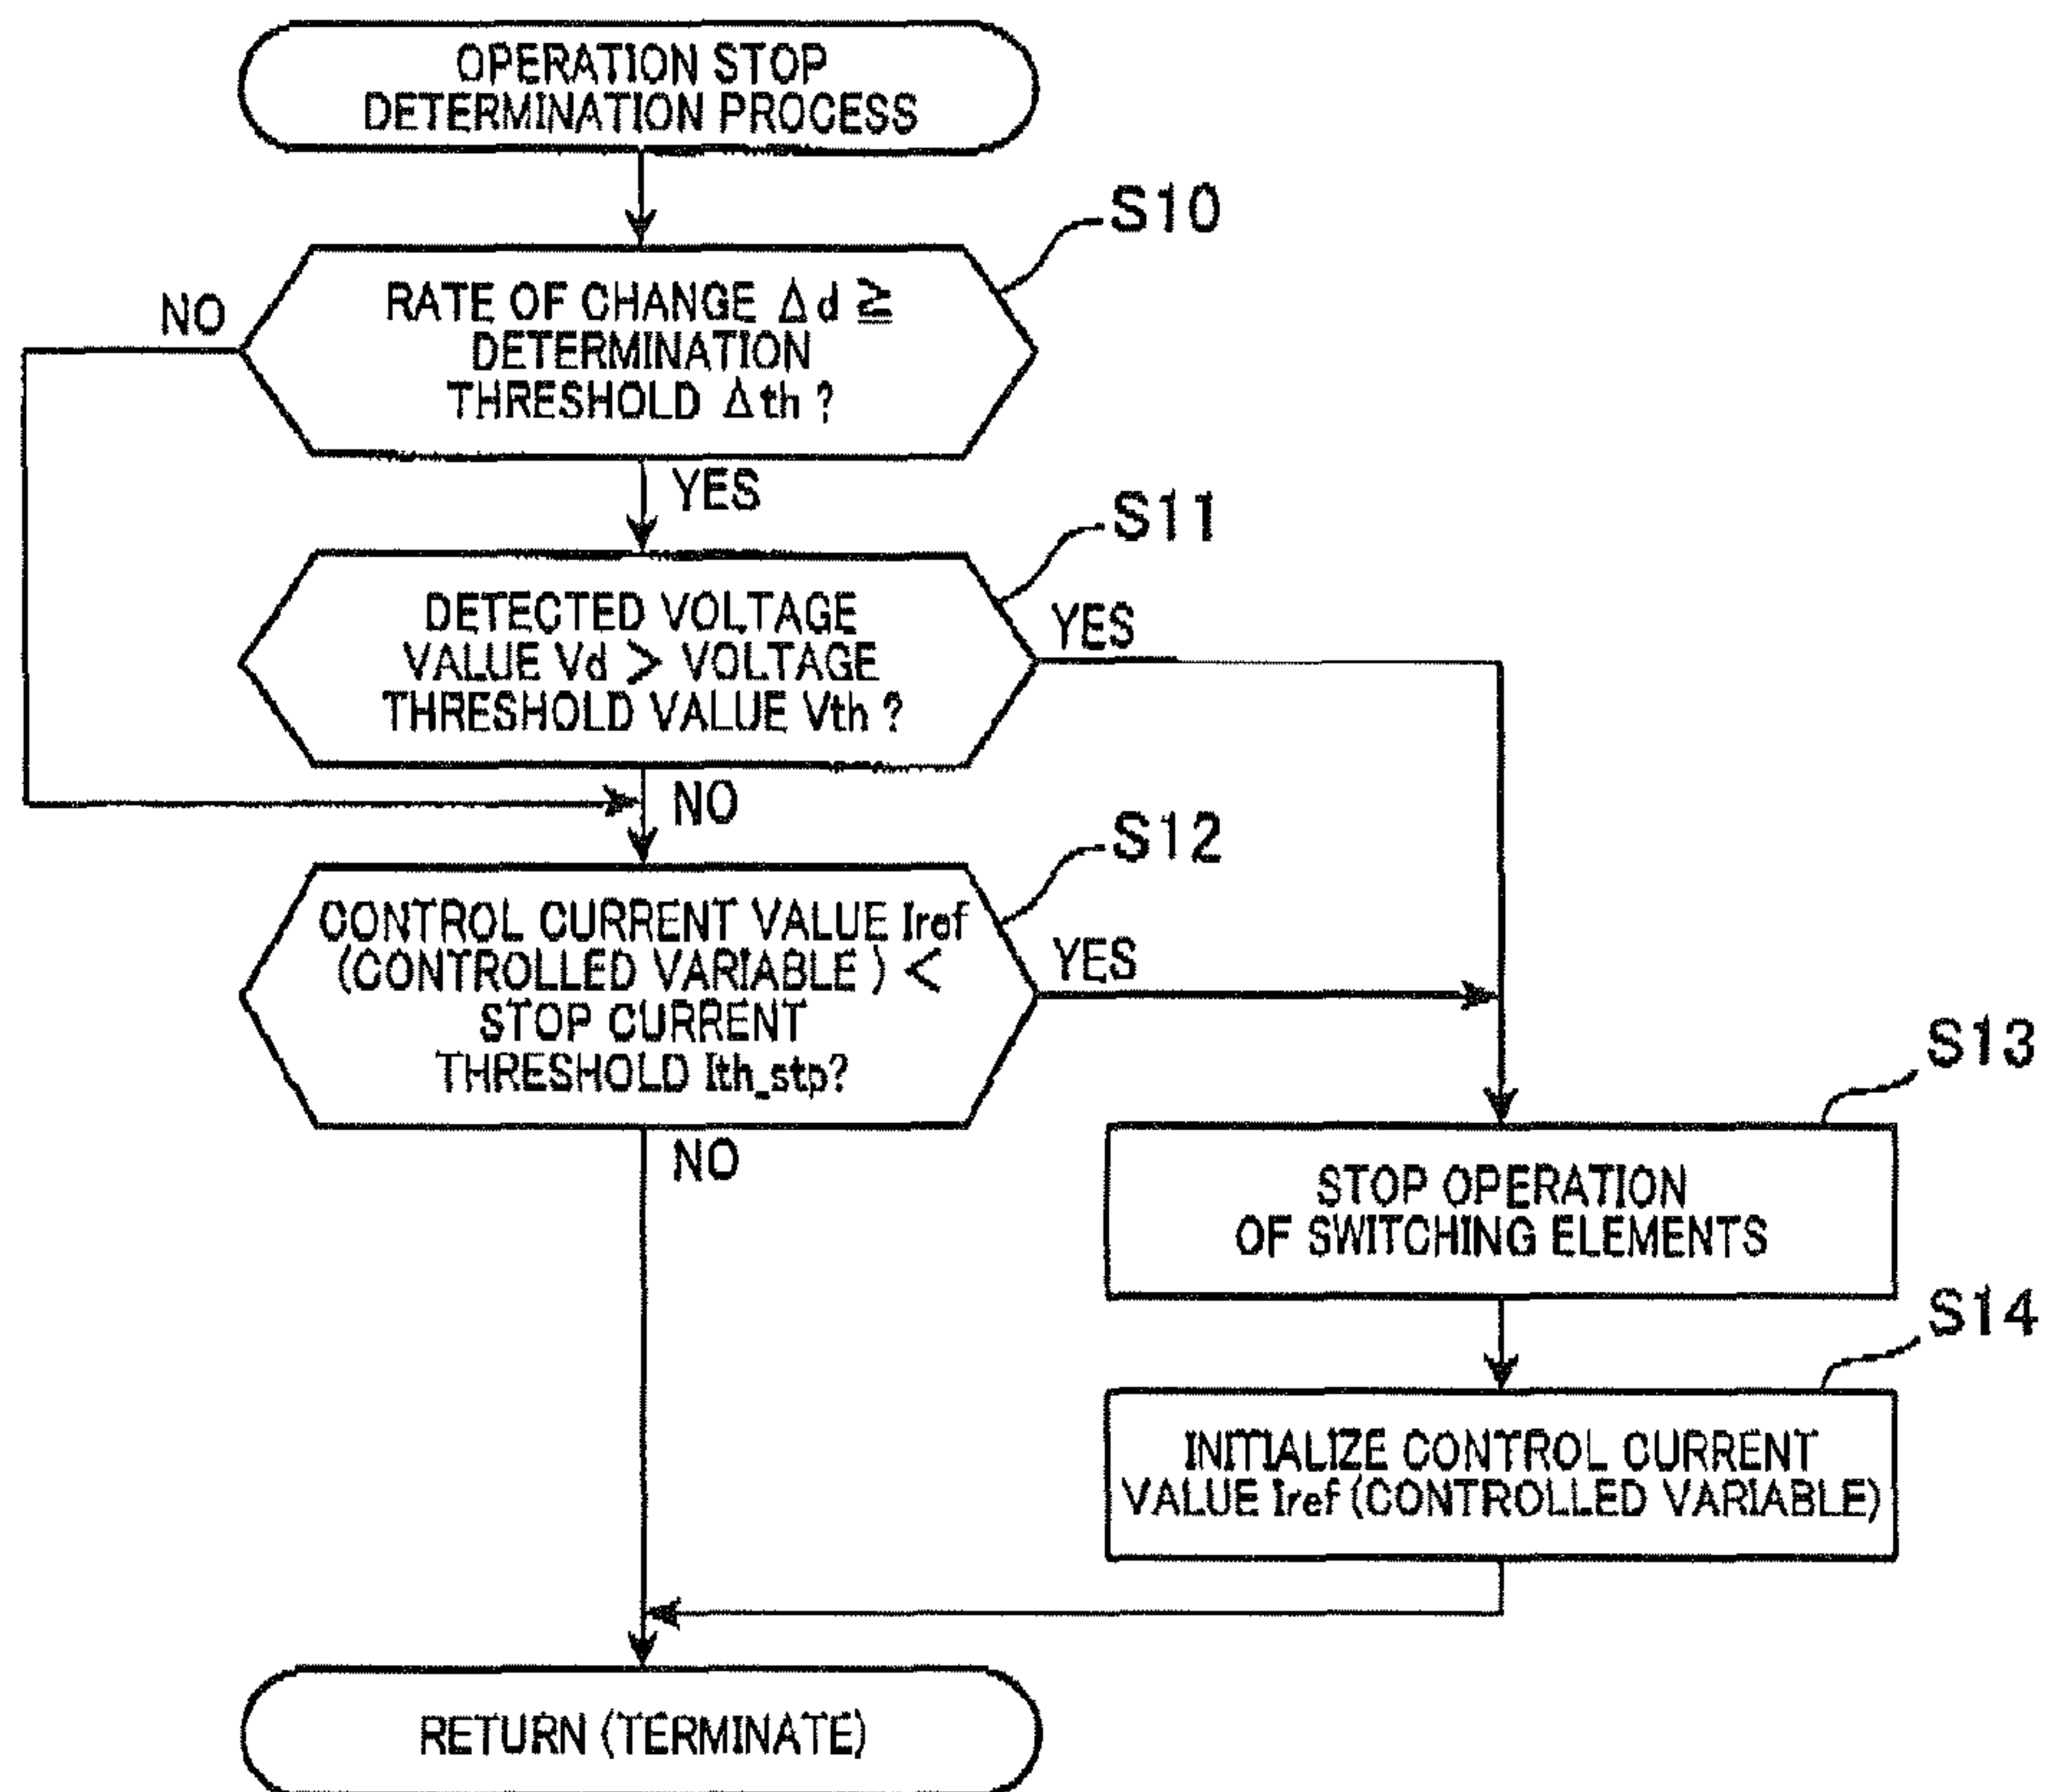 OPERATION STOP
DETERMINATION PROCESS
S10
RATE OF CHANGE Δd ≧
DETERMINATION
THRESHOLD Δth ?
NO
YES
S11
DETECTED VOLTAGE
VALUE Vd > VOLTAGE
THRESHOLD VALUE Vth ?
YES
NO
S12
CONTROL CURRENT VALUE Iref
(CONTROLLED VARIABLE ) <
STOP CURRENT
THRESHOLD Ith_stp?
YES
NO
S13
STOP OPERATION
OF SWITCHING ELEMENTS
S14
INITIALIZE CONTROL CURRENT
VALUE Iref (CONTROLLED VARIABLE)
RETURN (TERMINATE)